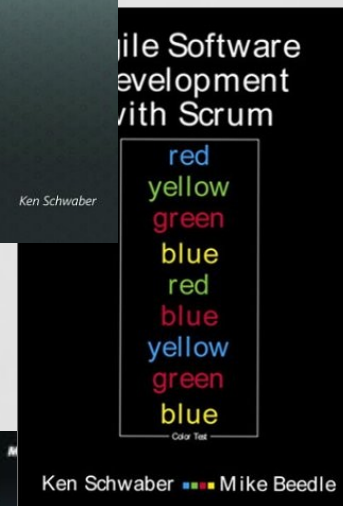 gile Software
evelopment
with Scrum
red
yellow
green
blue
red
blue
yellow
green
blue
Color Test
Ken Schwaber Mike Beedle
Ken Schwaber